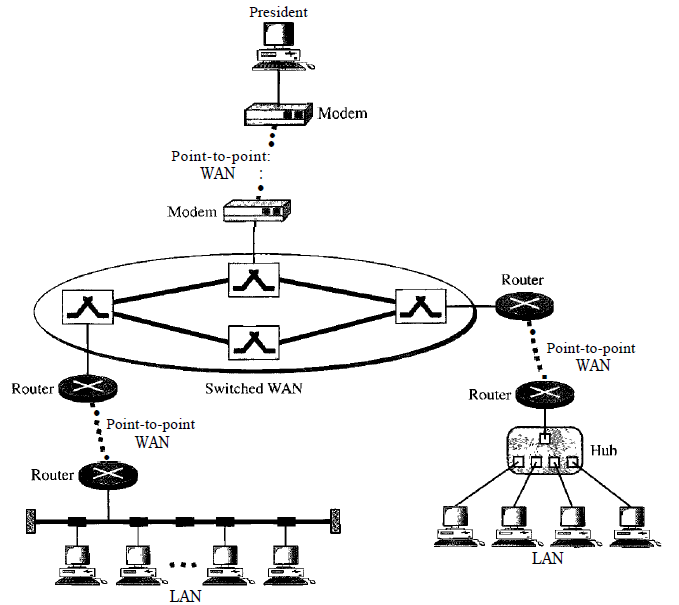 President
Modem
Point-to-point:
WAN
Modem
Router
Switched WAN
Point-to-point
WAN
Router
Router
Point-to-point
WAN
Router
Hub
LAN
LAN